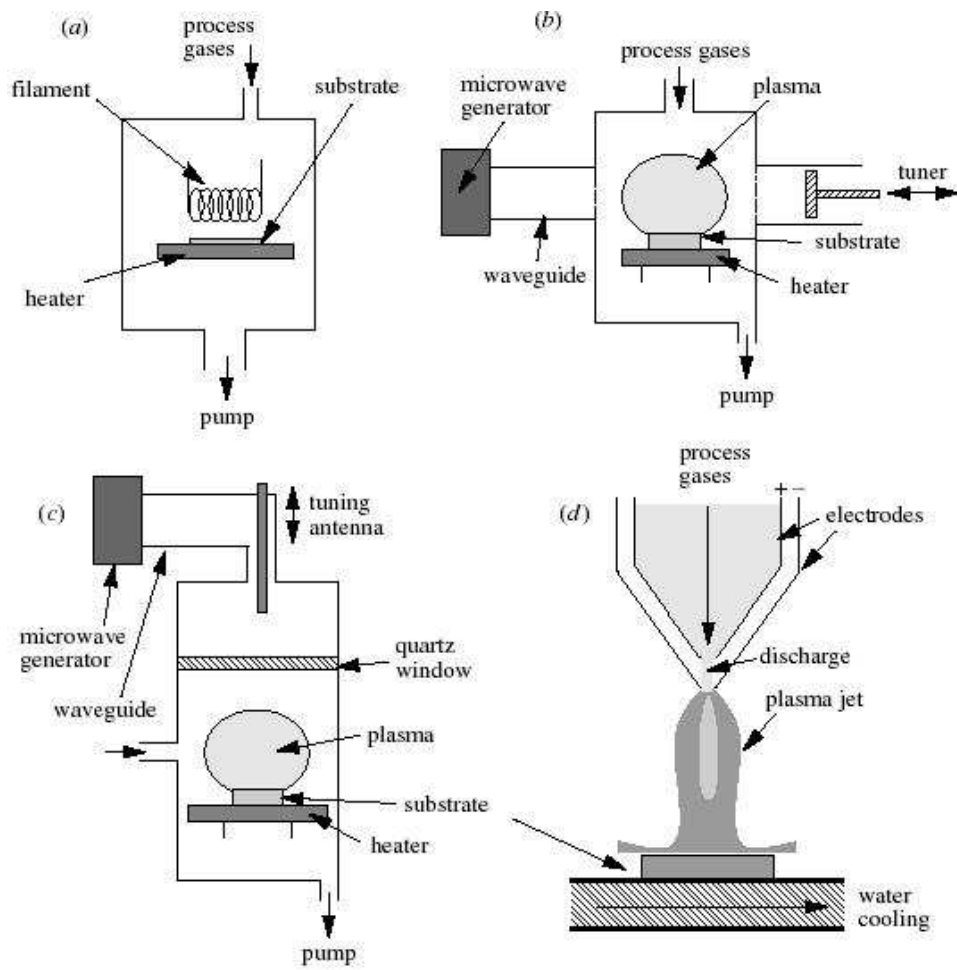 (a)
process
gases
filament
substrate
heater
pump
(b)
process gases
microwave
generator
plasma
tuner
substrate
waveguide
heater
pump
(c)
tuning
antenna
microwave
generator
quartz
window
waveguide
plasma
substrate
heater
pump
process
gases
(d)
+ −
electrodes
discharge
plasma jet
water
cooling